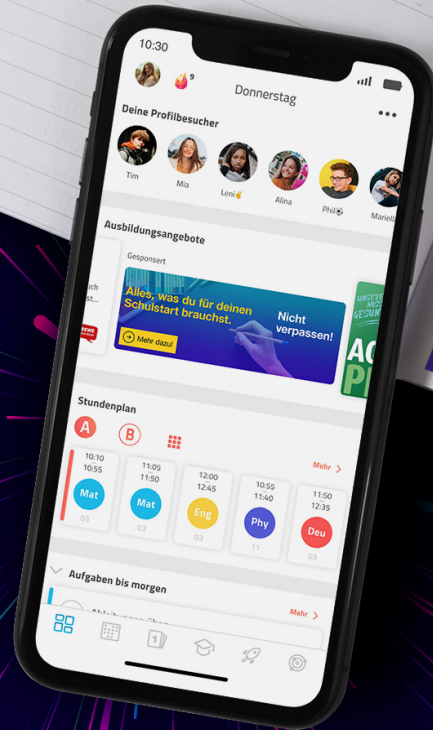 10:30
9
Donnerstag
Deine Profilbesucher
Tim
Mia
Leni✌
Alina
Phil⚽
Ausbildungsangebote
Gesponsert
Alles, was du für deinen
Schulstart brauchst.
Mehr dazu!
Nicht
verpassen!
REWE
Stundenplan
A
B
Mehr
10:10
10:55
Mat
03
11:05
11:50
Mat
03
12:00
12:45
Eng
03
10:55
11:40
Phy
11
11:50
12:35
Deu
03
Aufgaben bis morgen
Mehr
1